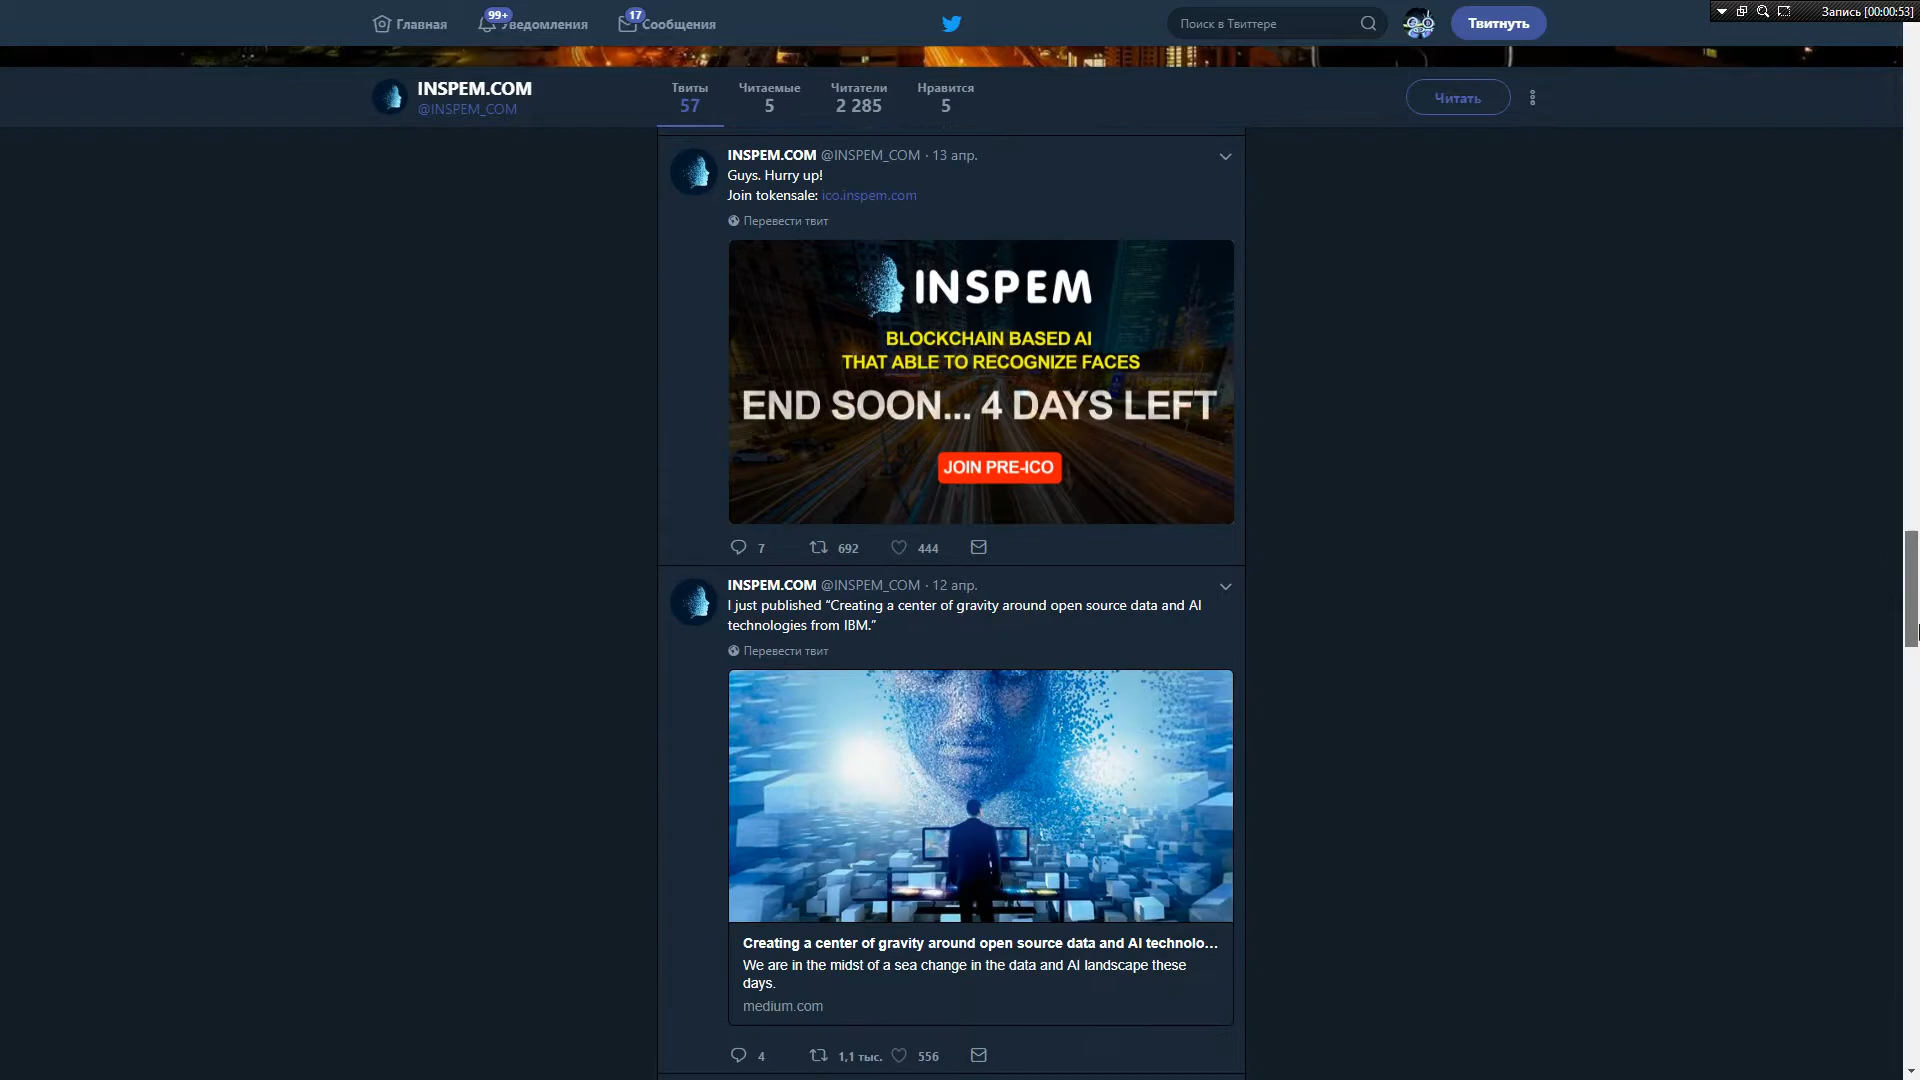 Главная
99+
Уведомления
17
Сообщения
Поиск в Твиттере
Твитнуть
Запись [00:00:53]
INSPEM.COM
@INSPEM_COM
Твиты
57
Читаемые
5
Читатели
2 285
Нравится
5
Читать
INSPEM.COM @INSPEM_COM · 13 апр.
Guys. Hurry up!
Join tokensale: ico.inspem.com
Перевести твит
INSPEM
BLOCKCHAIN BASED AI
THAT ABLE TO RECOGNIZE FACES
END SOON... 4 DAYS LEFT
JOIN PRE-ICO
7 692 444
INSPEM.COM @INSPEM_COM · 12 апр.
I just published “Creating a center of gravity around open source data and AI
technologies from IBM.”
Перевести твит
Creating a center of gravity around open source data and AI technolo…
We are in the midst of a sea change in the data and AI landscape these
days.
medium.com
4 1,1 тыс. 556